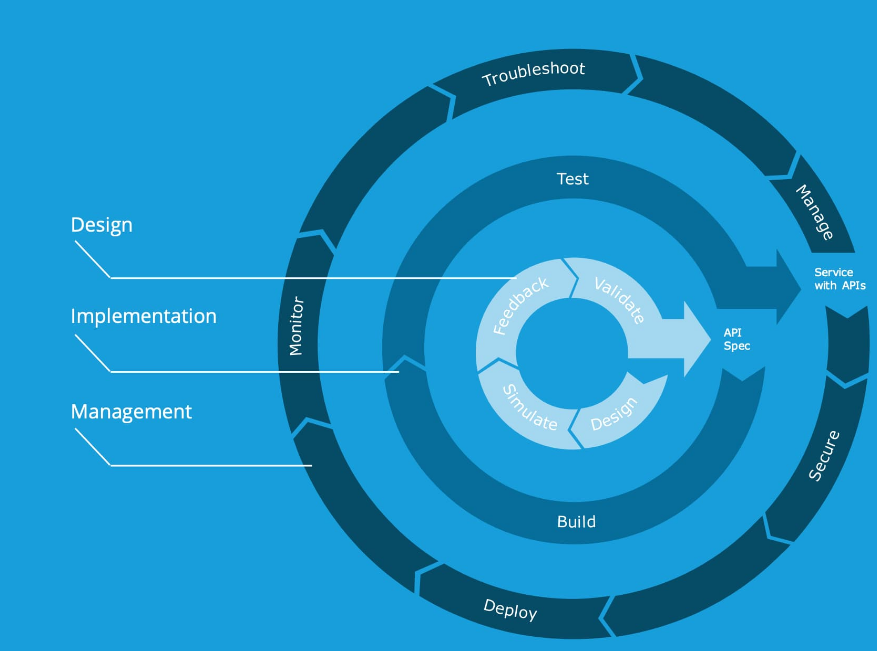 Design
Implementation
Management
Troubleshoot
Manage
Service
with APIs
Secure
Deploy
Monitor
Test
Build
API
Spec
Feedback
Validate
Design
Simulate